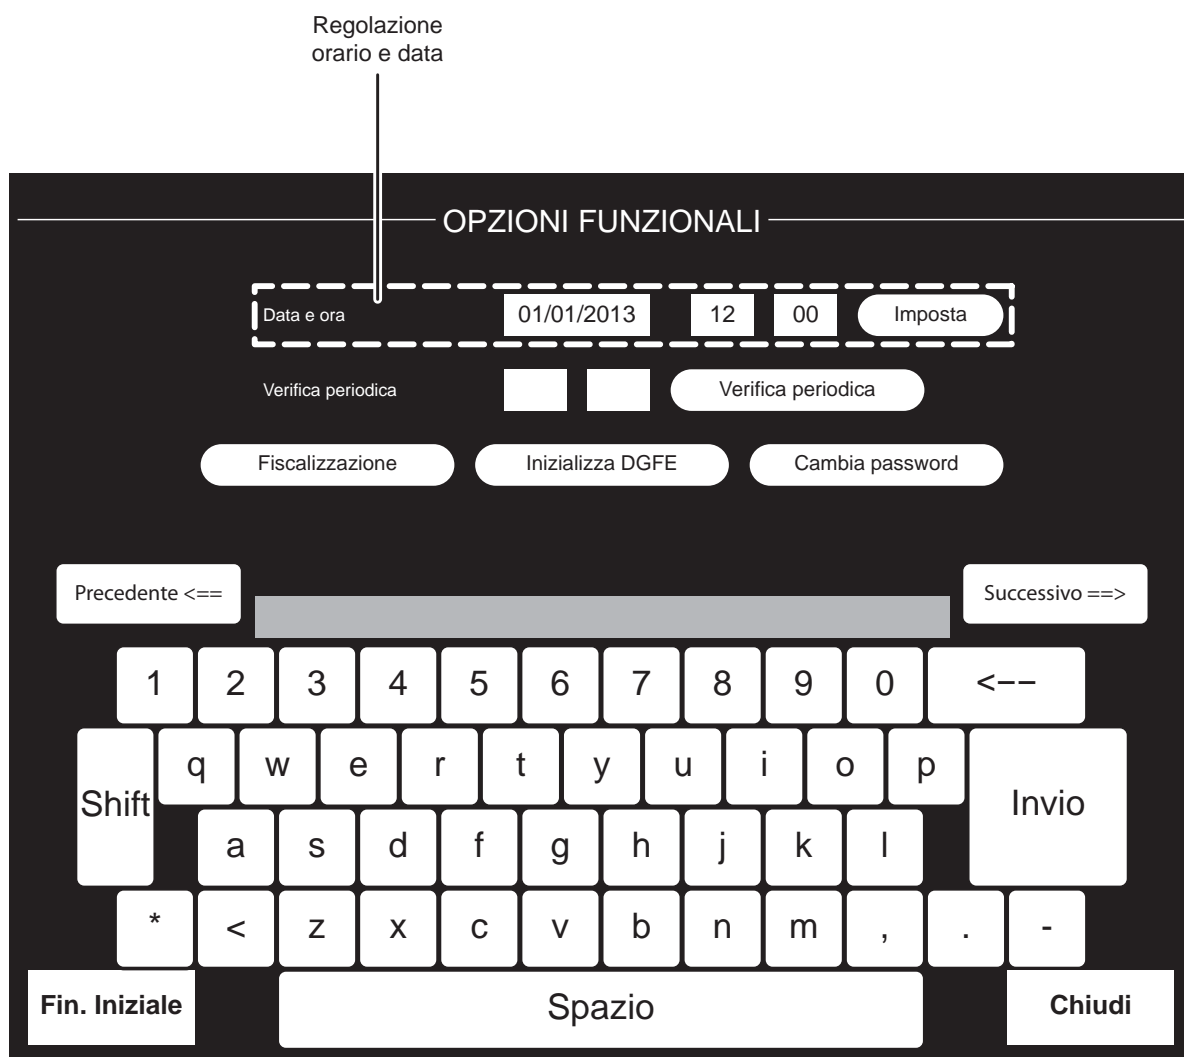 Regolazione
orario e data
OPZIONI FUNZIONALI
Data e ora 01/01/2013 12 00 Imposta
Verifica periodica Verifica periodica
Fiscalizzazione Inizializza DGFE Cambia password
Precedente <== Successivo ==>
1 2 3 4 5 6 7 8 9 0 <--
q w e r t y u i o p
Shift Invio
a s d f g h j k l
* < z x c v b n m , . -
Fin. Iniziale Spazio Chiudi